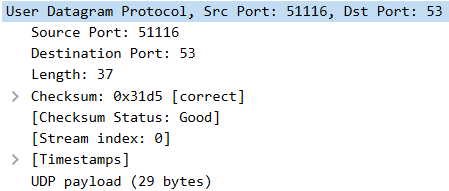 User Datagram Protocol, Src Port: 51116, Dst Port: 53
Source Port: 51116
Destination Port: 53
Length: 37
Checksum: 0x31d5 [correct]
[Checksum Status: Good]
[Stream index: 0]
[Timestamps]
UDP payload (29 bytes)